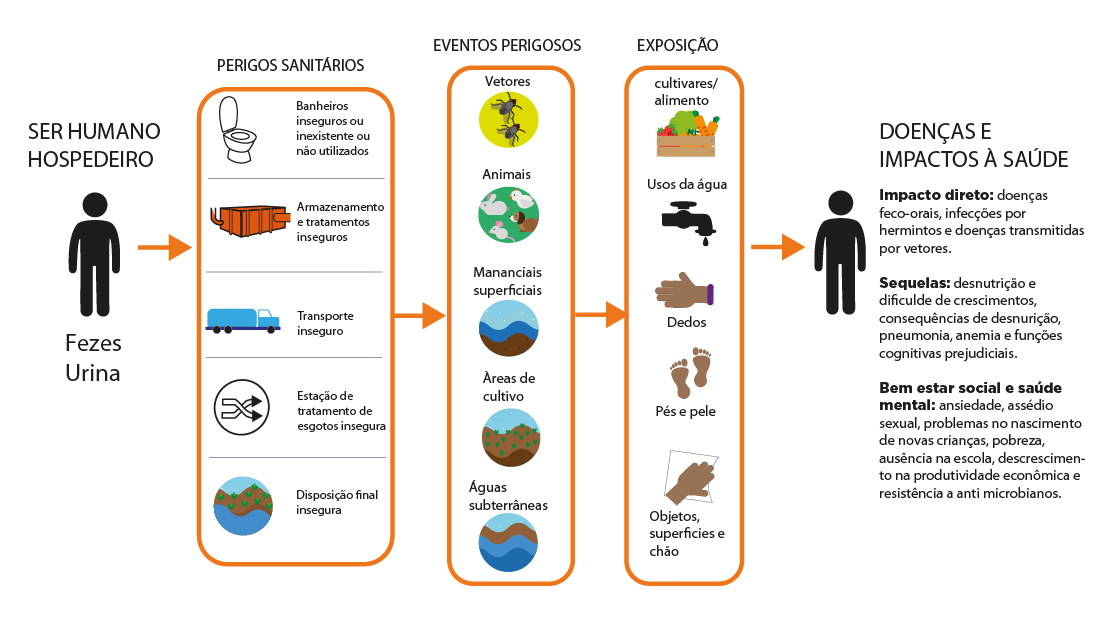 SER HUMANO
HOSPEDEIRO
Fezes
Urina
PERIGOS SANITÁRIOS
Banheiros
inseguros ou
inexistente ou
não utilizados
Armazenamento
e tratamentos
inseguros
Transporte
inseguro
Estação de
tratamento de
esgotos insegura
Disposição final
insegura
EVENTOS PERIGOSOS
Vetores
Animais
Mananciais
superficiais
Àreas de
cultivo
Águas
subterrâneas
EXPOSIÇÃO
cultivares/
alimento
Usos da água
Dedos
Pés e pele
Objetos,
superficies e
chão
DOENÇAS E
IMPACTOS À SAÚDE
Impacto direto: doenças
feco-orais, infecções por
hermintos e doenças transmitidas
por vetores.
Sequelas: desnutrição e
dificulde de crescimentos,
consequências de desnurição,
pneumonia, anemia e funções
cognitivas prejudiciais.
Bem estar social e saúde
mental: ansiedade, assédio
sexual, problemas no nascimento
de novas crianças, pobreza,
ausência na escola, descrescimen-
to na produtividade econômica e
resistência a anti microbianos.